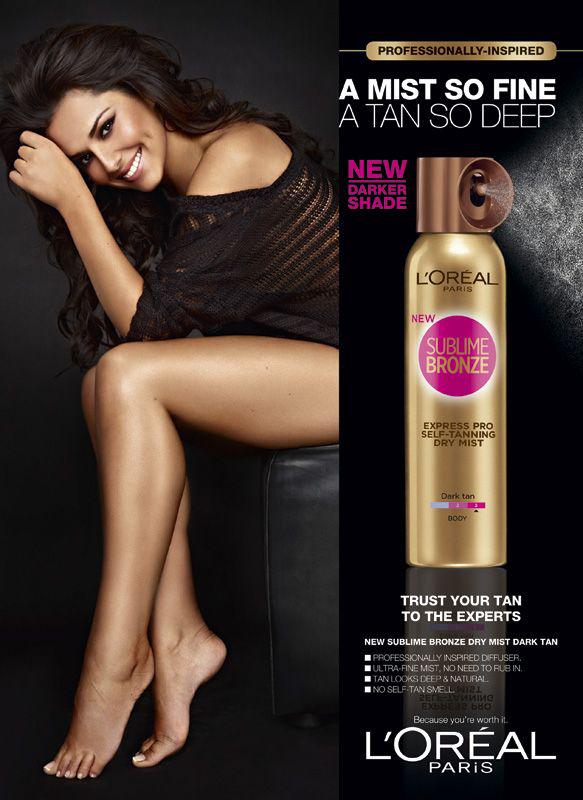 PROFESSIONALLY-INSPIRED
A MIST SO FINE
A TAN SO DEEP
NEW
DARKER
SHADE
L'ORÉAL
PARiS
NEW
SUBLIME
BRONZE
EXPRESS PRO
SELF-TANNING
DRY MIST
Dark tan
2 3
BODY
TRUST YOUR TAN
TO THE EXPERTS
NEW SUBLIME BRONZE DRY MIST DARK TAN
■ PROFESSIONALLY INSPIRED DIFFUSER.
■ ULTRA-FINE MIST, NO NEED TO RUB IN.
■ TAN LOOKS DEEP & NATURAL.
■ NO SELF-TAN SMELL.
Because you're worth it.
L'ORÉAL
PARiS